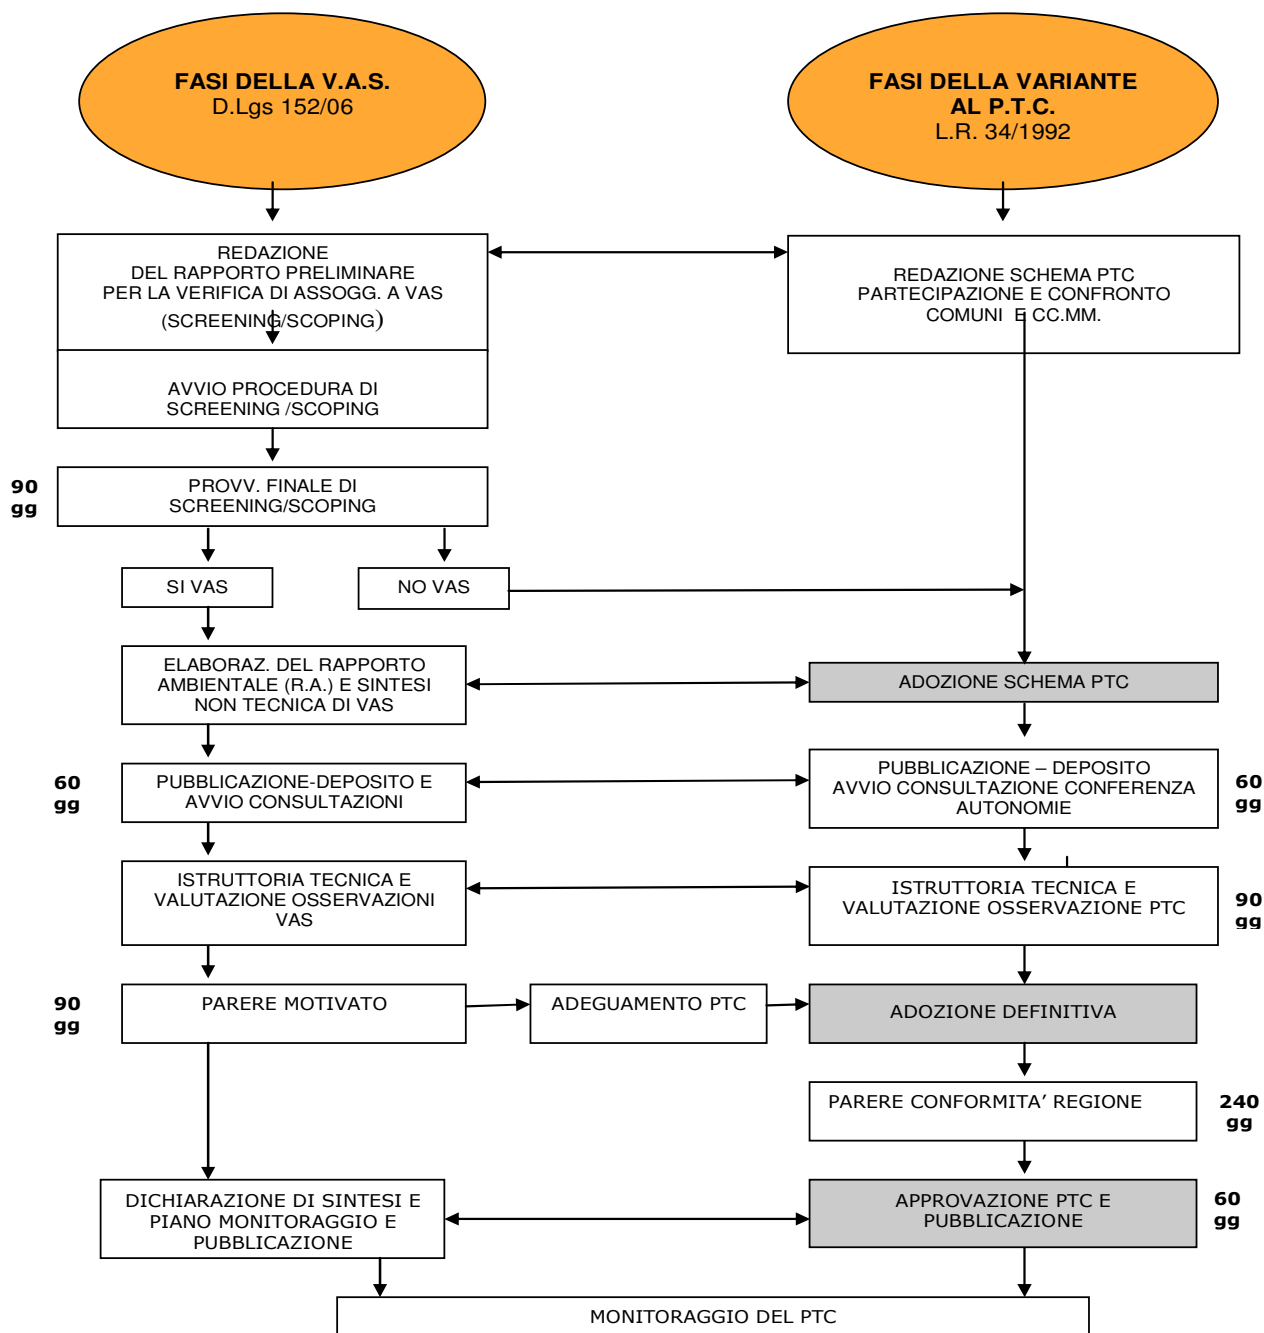 FASI DELLA V.A.S.
D.Lgs 152/06
FASI DELLA VARIANTE
AL P.T.C.
L.R. 34/1992
REDAZIONE
DEL RAPPORTO PRELIMINARE
PER LA VERIFICA DI ASSOGG. A VAS
(SCREENING/SCOPING)
REDAZIONE SCHEMA PTC
PARTECIPAZIONE E CONFRONTO
COMUNI E CC.MM.
AVVIO PROCEDURA DI
SCREENING /SCOPING
90
gg
PROVV. FINALE DI
SCREENING/SCOPING
SI VAS
NO VAS
ELABORAZ. DEL RAPPORTO
AMBIENTALE (R.A.) E SINTESI
NON TECNICA DI VAS
ADOZIONE SCHEMA PTC
60
gg
PUBBLICAZIONE-DEPOSITO E
AVVIO CONSULTAZIONI
PUBBLICAZIONE – DEPOSITO
AVVIO CONSULTAZIONE CONFERENZA
AUTONOMIE
60
gg
ISTRUTTORIA TECNICA E
VALUTAZIONE OSSERVAZIONI
VAS
ISTRUTTORIA TECNICA E
VALUTAZIONE OSSERVAZIONE PTC
90
gg
90
gg
PARERE MOTIVATO
ADEGUAMENTO PTC
ADOZIONE DEFINITIVA
PARERE CONFORMITA’ REGIONE
240
gg
DICHIARAZIONE DI SINTESI E
PIANO MONITORAGGIO E
PUBBLICAZIONE
APPROVAZIONE PTC E
PUBBLICAZIONE
60
gg
MONITORAGGIO DEL PTC